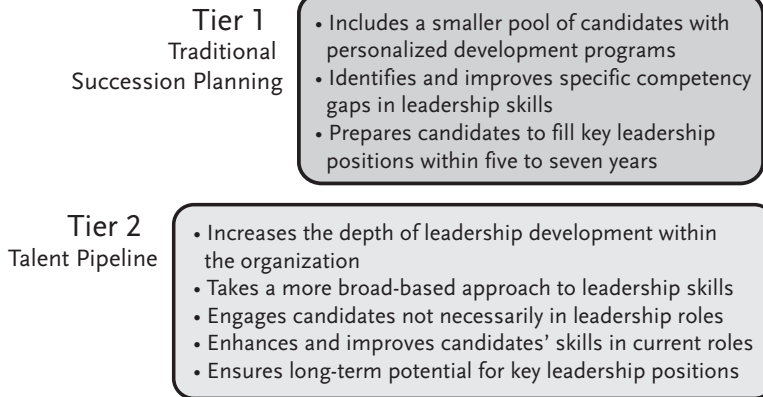 Tier 1
Traditional
Succession Planning
• Includes a smaller pool of candidates with
personalized development programs
• Identifies and improves specific competency
gaps in leadership skills
• Prepares candidates to fill key leadership
positions within five to seven years
Tier 2
Talent Pipeline
• Increases the depth of leadership development within
the organization
• Takes a more broad-based approach to leadership skills
• Engages candidates not necessarily in leadership roles
• Enhances and improves candidates’ skills in current roles
• Ensures long-term potential for key leadership positions